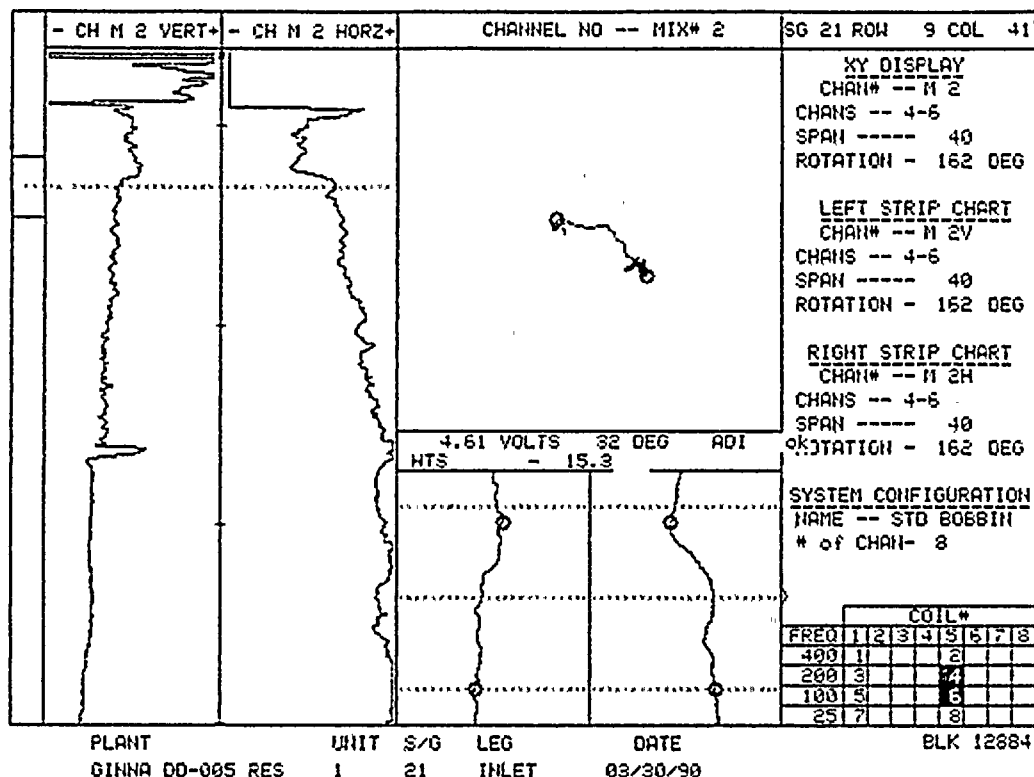 - CH M 2 VERT+ - CH M 2 HORZ+ CHANNEL NO -- MIX# 2 SG 21 ROW 9 COL 41
XY DISPLAY
CHAN# -- M 2
CHANS -- 4-6
SPAN ----- 40
ROTATION - 162 DEG
LEFT STRIP CHART
CHAN# -- M 2V
CHANS -- 4-6
SPAN ----- 40
ROTATION - 162 DEG
RIGHT STRIP CHART
CHAN# -- M 2H
CHANS -- 4-6
SPAN ----- 40
ROTATION - 162 DEG
4.61 VOLTS 32 DEG ADI ok
HTS - 15.3
SYSTEM CONFIGURATION
NAME -- STD BOBBIN
# of CHAN- 8
COIL#
FREQ 1 2 3 4 5 6 7 8
400 1 2
200 3 4
100 5 6
25 7 8
PLANT UNIT S/G LEG DATE BLK 12884
GINNA DD-005 RES 1 21 INLET 03/30/90